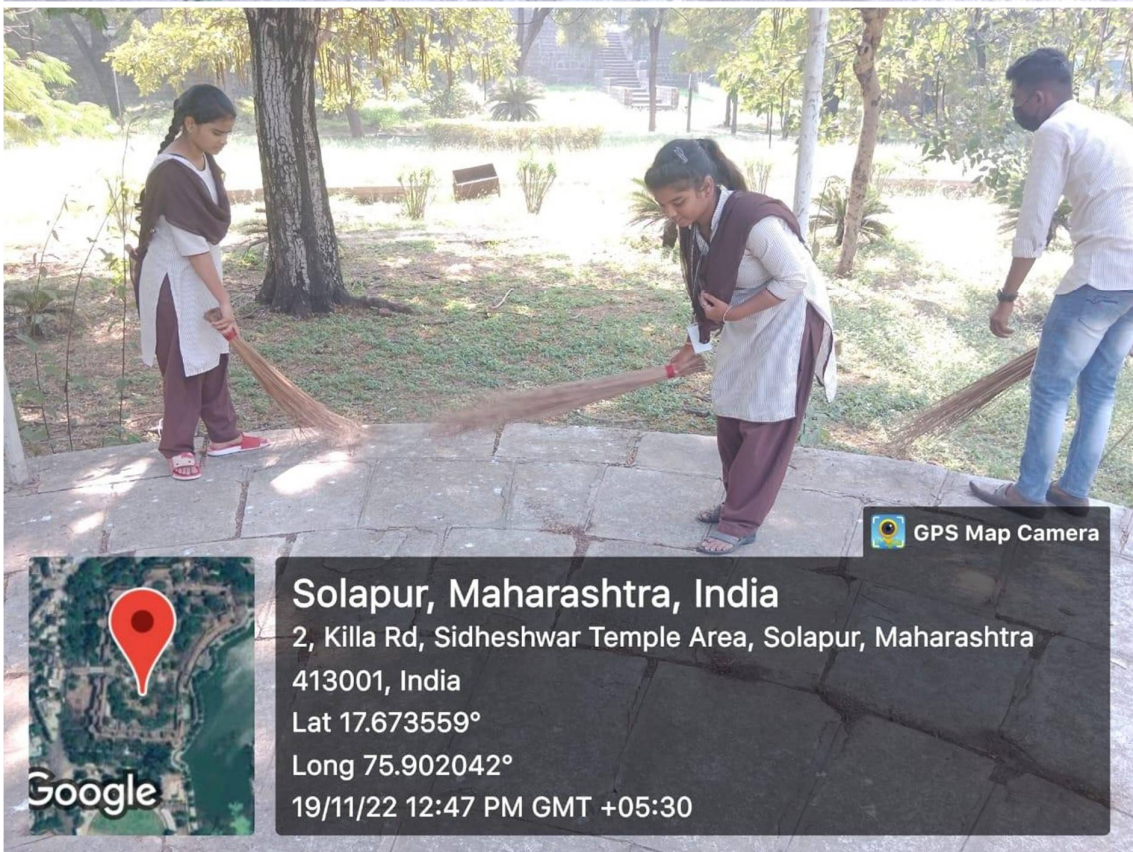 GPS Map Camera
Solapur, Maharashtra, India
2, Killa Rd, Sidheshwar Temple Area, Solapur, Maharashtra
413001, India
Lat 17.673559°
Long 75.902042°
19/11/22 12:47 PM GMT +05:30
Google